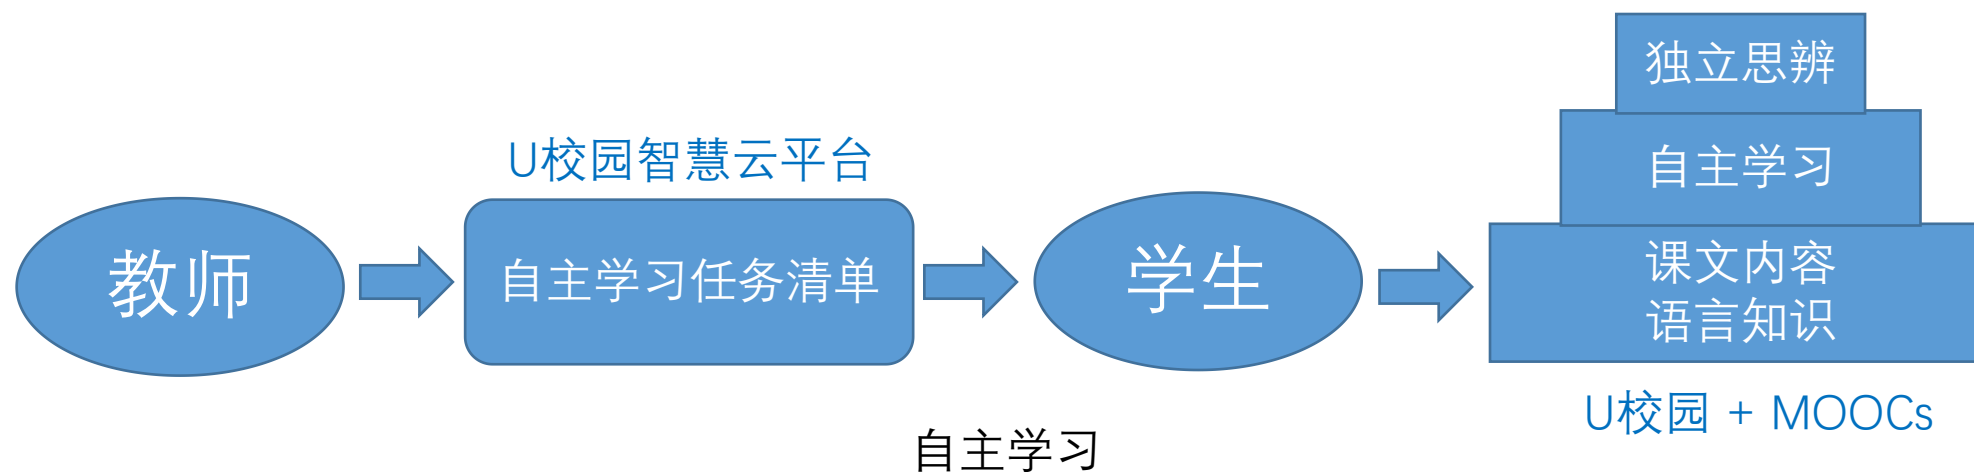 独立思辨
自主学习
U校园智慧云平台
教师
自主学习任务清单
学生
课文内容
语言知识
U校园 + MOOCs
自主学习